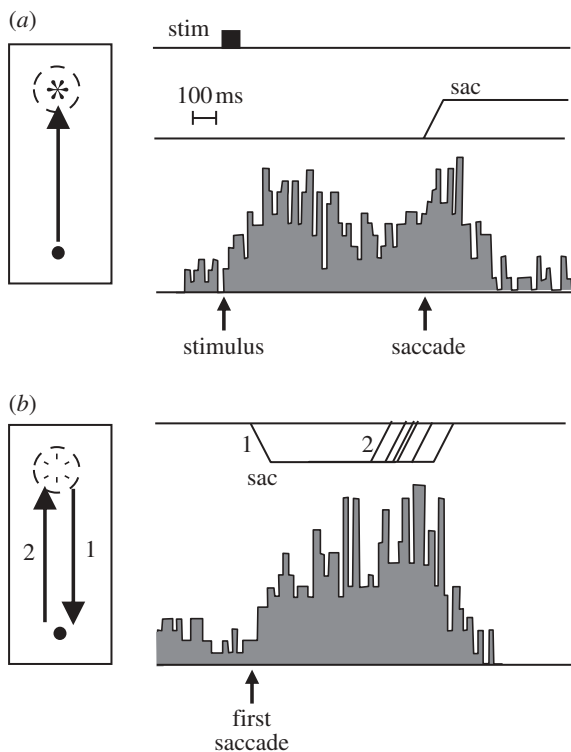 (a)
stim
100 ms
sac
stimulus saccade
(b)
1 2
sac
2 1
first
saccade